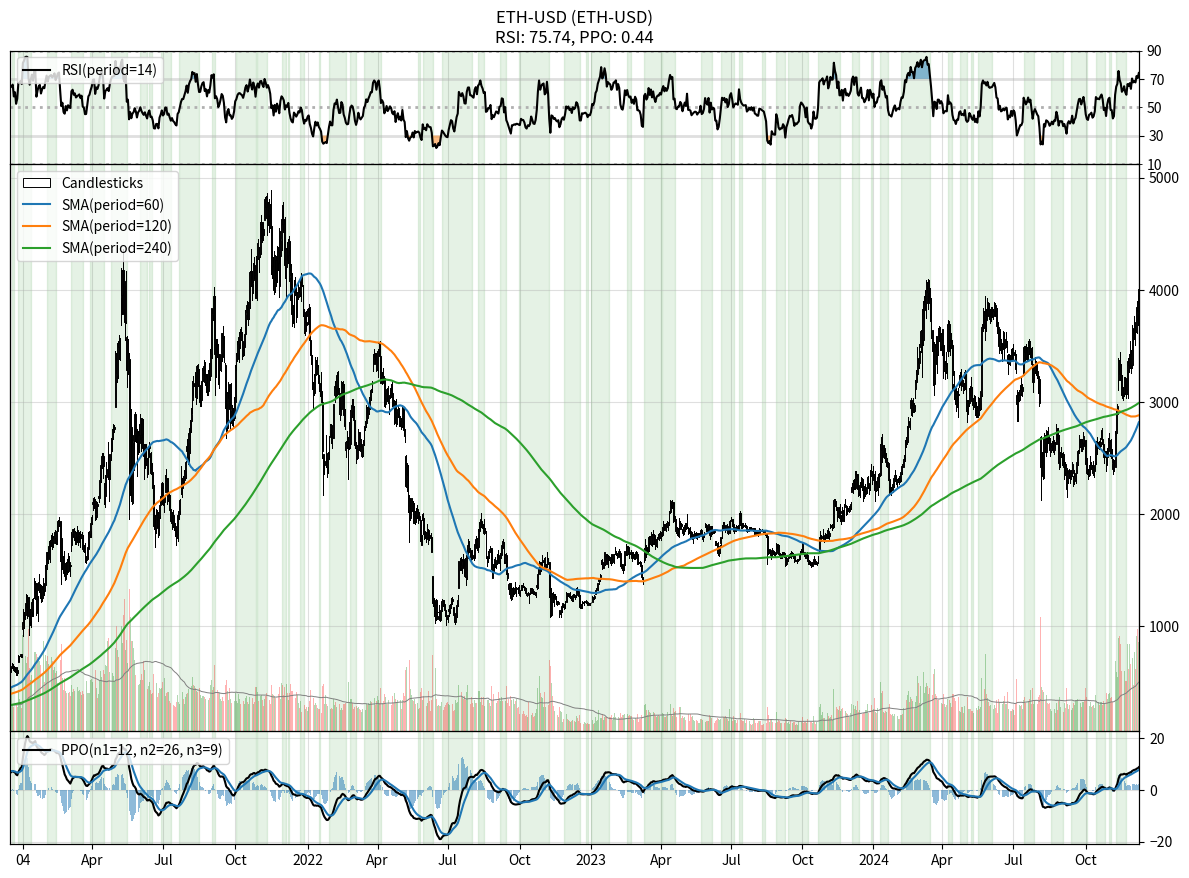 ETH-USD (ETH-USD)
RSI: 75.74, PPO: 0.44
RSI(period=14)
90
70
50
30
10
Candlesticks
SMA(period=60)
SMA(period=120)
SMA(period=240)
5000
4000
3000
2000
1000
PPO(n1=12, n2=26, n3=9)
20
0
−20
04 Apr Jul Oct 2022 Apr Jul Oct 2023 Apr Jul Oct 2024 Apr Jul Oct